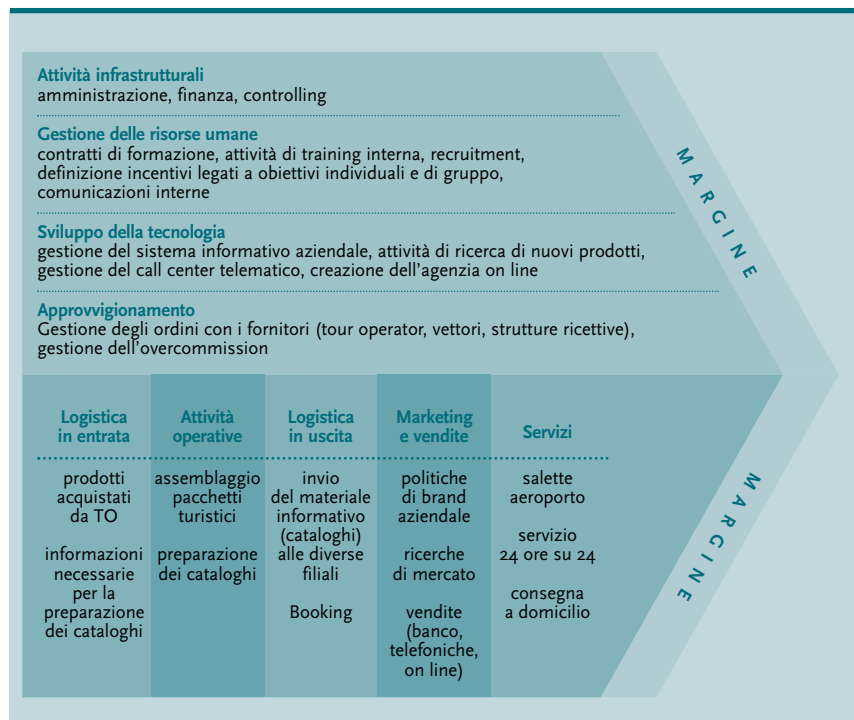 Attività infrastrutturali
amministrazione, finanza, controlling
Gestione delle risorse umane
contratti di formazione, attività di training interna, recruitment,
definizione incentivi legati a obiettivi individuali e di gruppo,
comunicazioni interne
Sviluppo della tecnologia
gestione del sistema informativo aziendale, attività di ricerca di nuovi prodotti,
gestione del call center telematico, creazione dell'agenzia on line
Approvvigionamento
Gestione degli ordini con i fornitori (tour operator, vettori, strutture ricettive),
gestione dell'overcommission
MARGINE
Logistica
in entrata
prodotti
acquistati
da TO
informazioni
necessarie
per la
preparazione
dei cataloghi
Attività
operative
assemblaggio
pacchetti
turistici
preparazione
dei cataloghi
Logistica
in uscita
invio
del materiale
informativo
(cataloghi)
alle diverse
filiali
Booking
Marketing
e vendite
politiche
di brand
aziendale
ricerche
di mercato
vendite
(banco,
telefoniche,
on line)
Servizi
salette
aeroporto
servizio
24 ore su 24
consegna
a domicilio
MARGINE